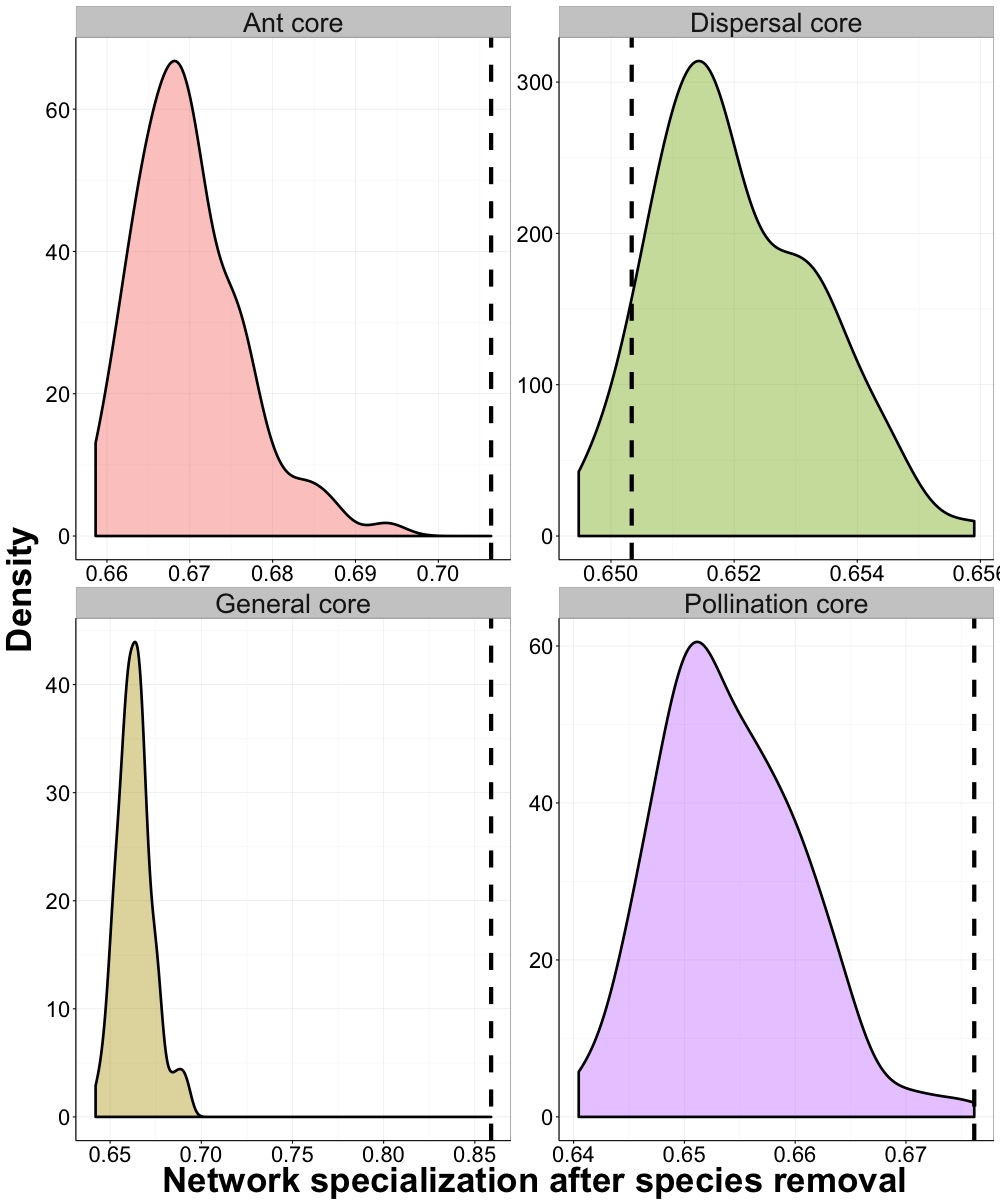 Ant core
Dispersal core
60
40
20
0
0.66 0.67 0.68 0.69 0.70
300
200
100
0
0.650 0.652 0.654 0.656
Density
General core
Pollination core
40
30
20
10
0
0.65 0.70 0.75 0.80 0.85
60
40
20
0
0.64 0.65 0.66 0.67
Network specialization after species removal